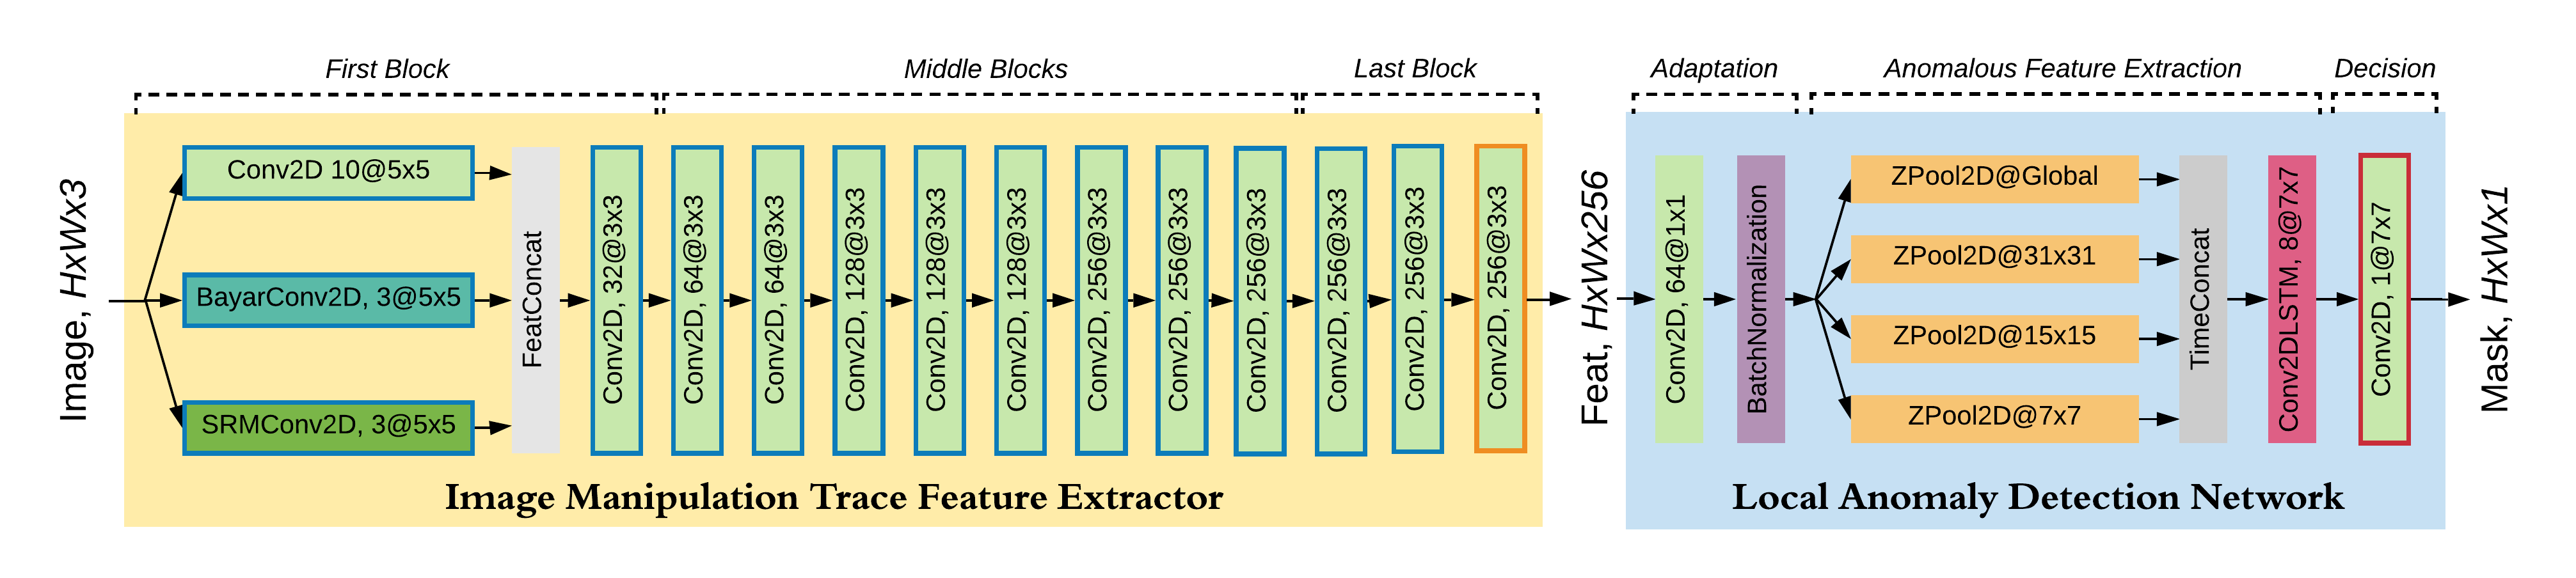 First Block
Middle Blocks
Last Block
Adaptation
Anomalous Feature Extraction
Decision
Image, HxWx3
Conv2D 10@5x5
BayarConv2D, 3@5x5
SRMConv2D, 3@5x5
FeatConcat
Conv2D, 32@3x3
Conv2D, 64@3x3
Conv2D, 64@3x3
Conv2D, 128@3x3
Conv2D, 128@3x3
Conv2D, 128@3x3
Conv2D, 256@3x3
Conv2D, 256@3x3
Conv2D, 256@3x3
Conv2D, 256@3x3
Conv2D, 256@3x3
Conv2D, 256@3x3
Image Manipulation Trace Feature Extractor
Feat, HxWx256
Conv2D, 64@1x1
BatchNormalization
ZPool2D@Global
ZPool2D@31x31
ZPool2D@15x15
ZPool2D@7x7
TimeConcat
Conv2DLSTM, 8@7x7
Conv2D, 1@7x7
Local Anomaly Detection Network
Mask, HxWx1